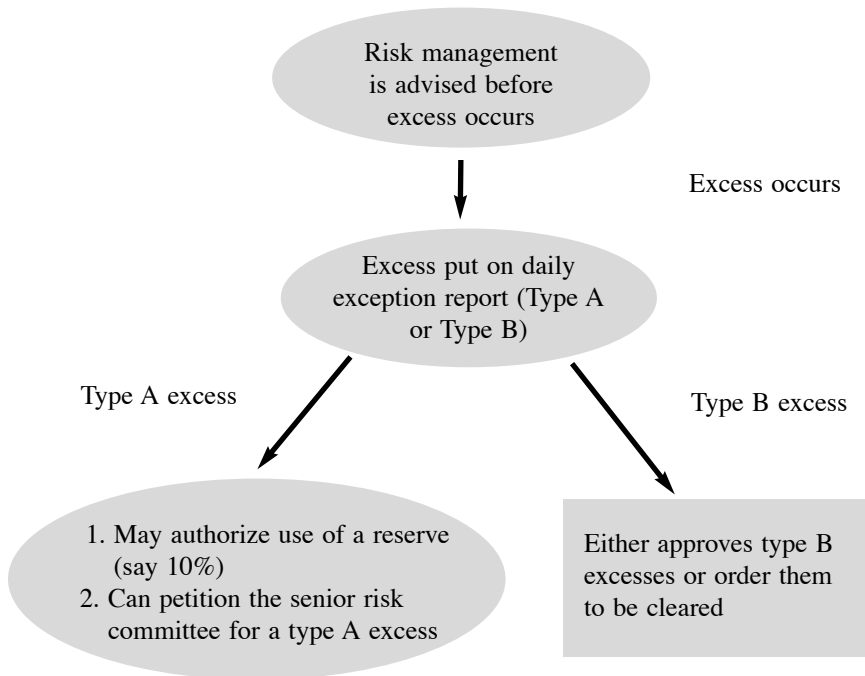 Risk management
is advised before
excess occurs
Excess occurs
Excess put on daily
exception report (Type A
or Type B)
Type A excess
Type B excess
1. May authorize use of a reserve
(say 10%)
2. Can petition the senior risk
committee for a type A excess
Either approves type B
excesses or order them
to be cleared